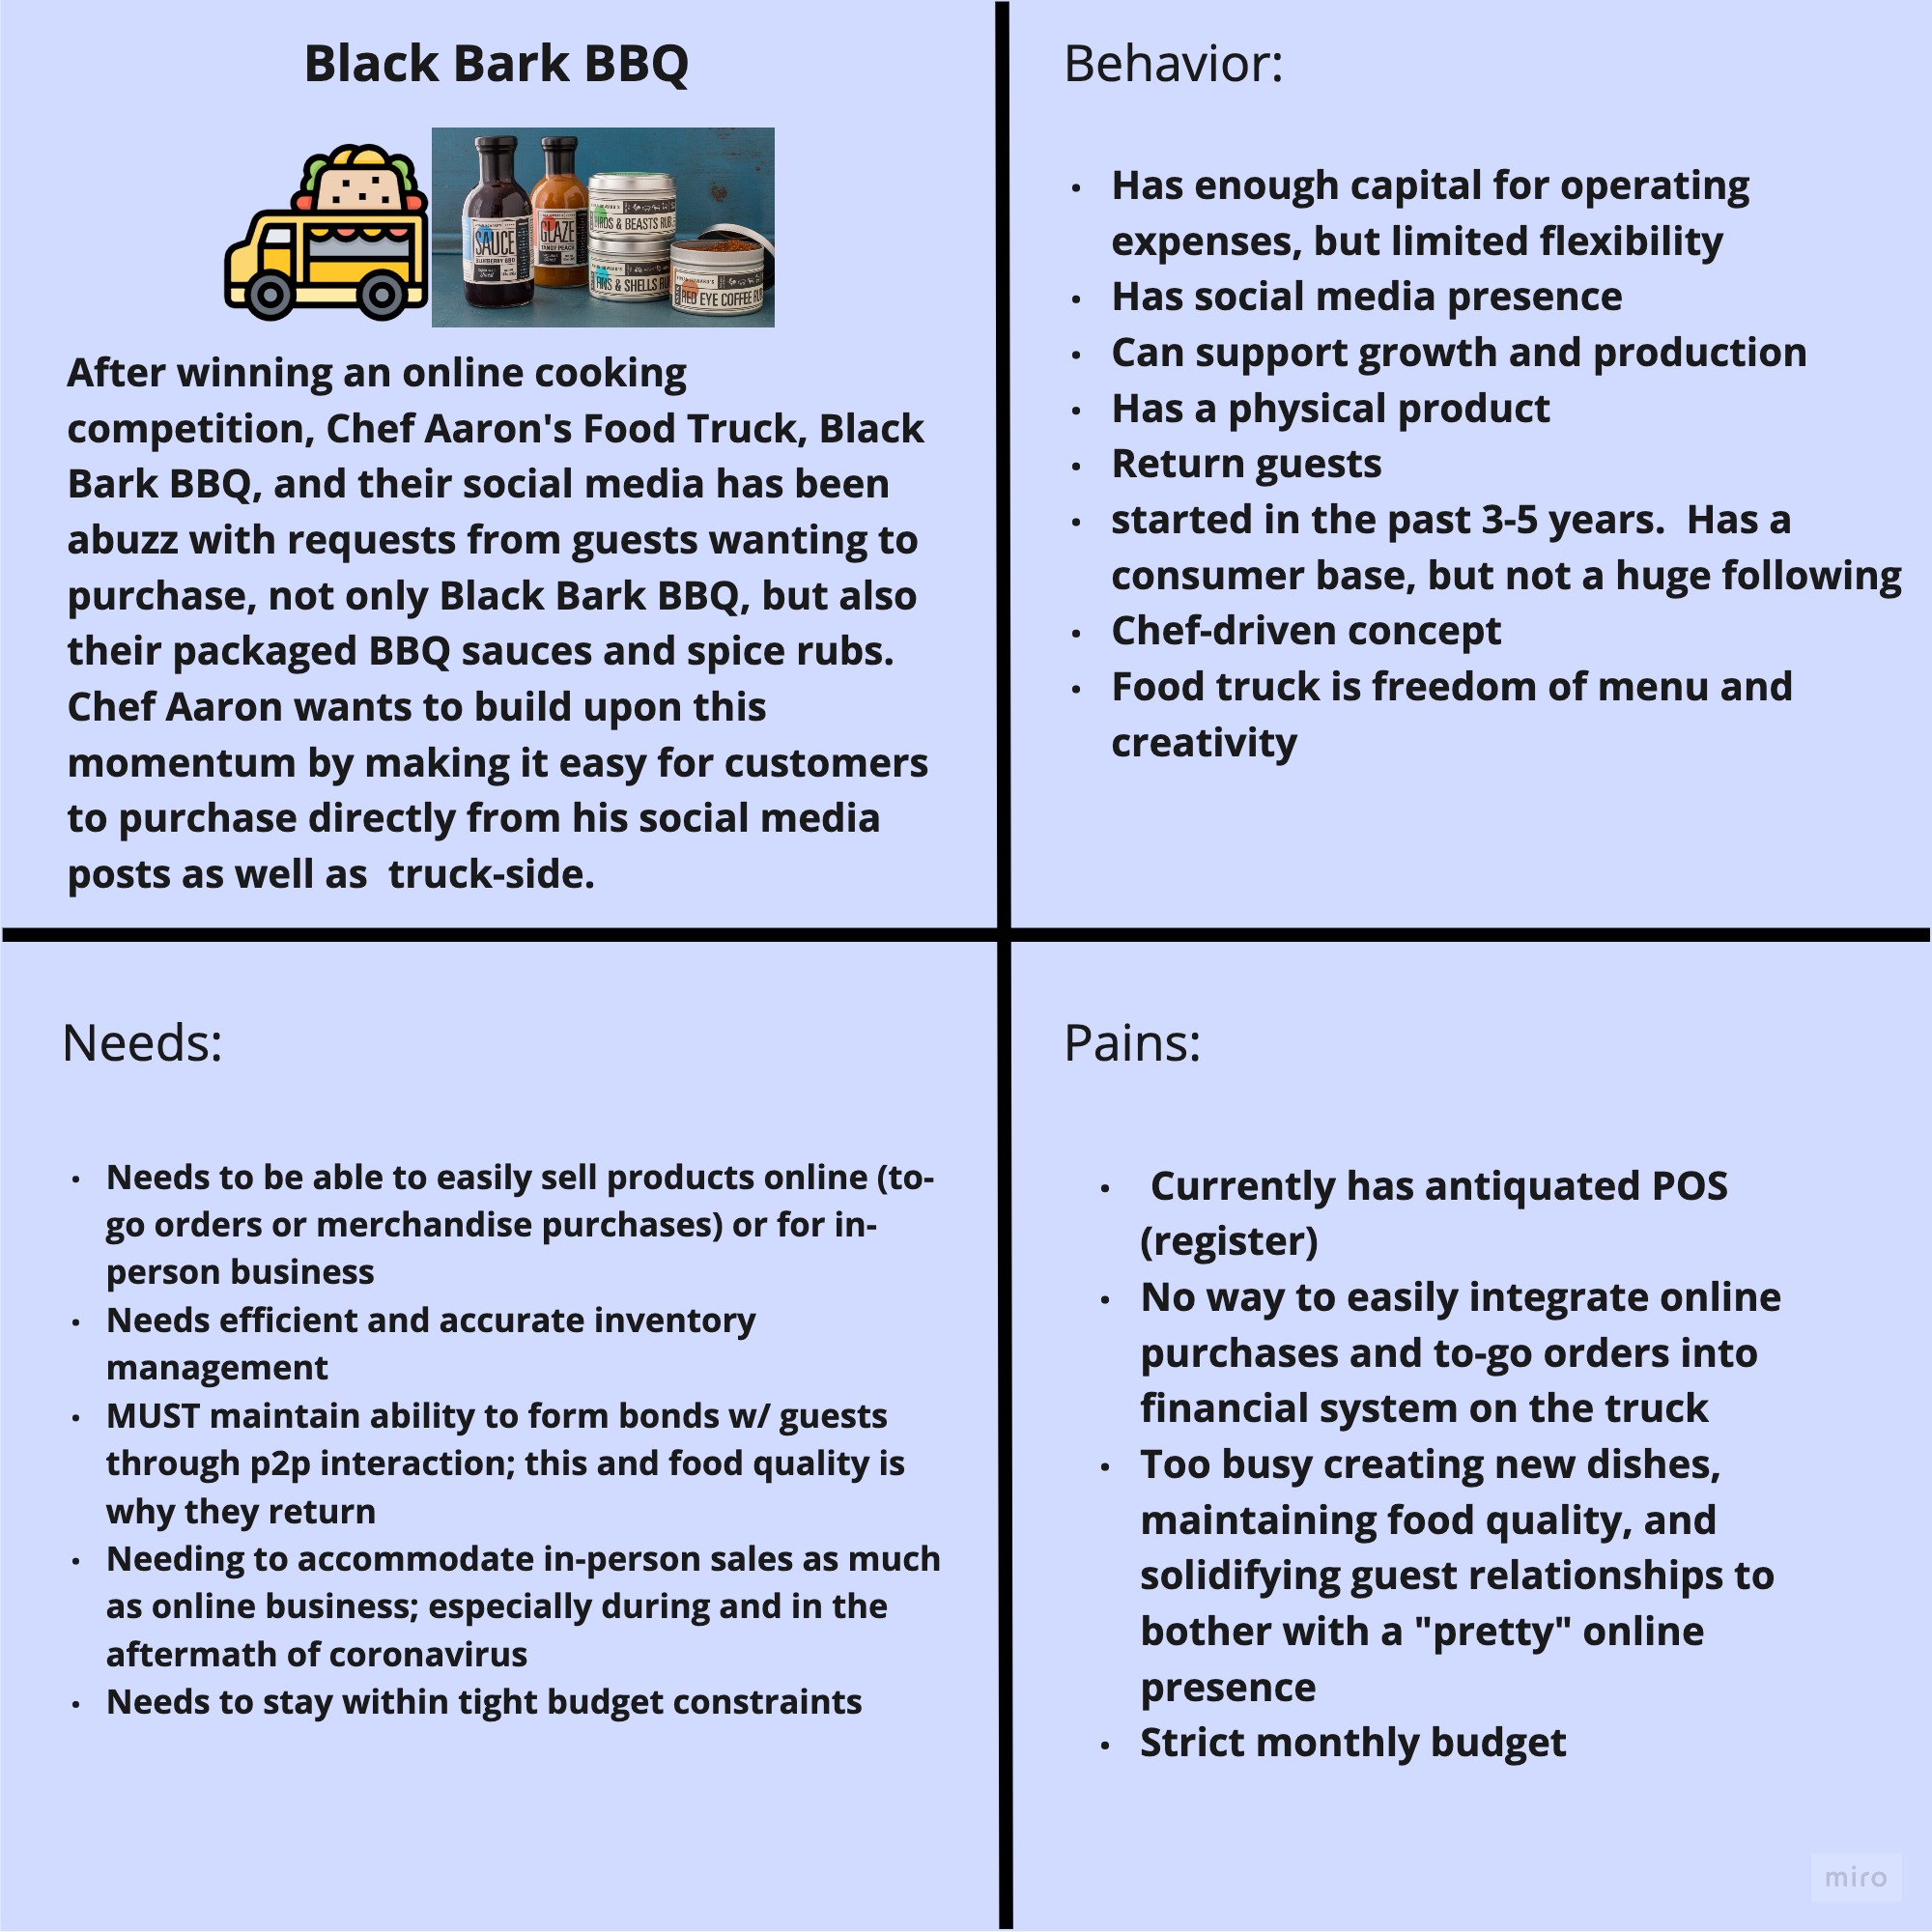 Black Bark BBQ
SAUCE
BLUEBERRY BBQ
GLAZE
TANGY PEACH
BIRDS & BEASTS RUB
FINS & SHELLS RU
RED EYE COFFEE RU
After winning an online cooking
competition, Chef Aaron's Food Truck, Black
Bark BBQ, and their social media has been
abuzz with requests from guests wanting to
purchase, not only Black Bark BBQ, but also
their packaged BBQ sauces and spice rubs.
Chef Aaron wants to build upon this
momentum by making it easy for customers
to purchase directly from his social media
posts as well as  truck-side.
Behavior:
· Has enough capital for operating
expenses, but limited flexibility
· Has social media presence
· Can support growth and production
· Has a physical product
· Return guests
· started in the past 3-5 years.  Has a
consumer base, but not a huge following
· Chef-driven concept
· Food truck is freedom of menu and
creativity
Needs:
· Needs to be able to easily sell products online (to-
go orders or merchandise purchases) or for in-
person business
· Needs efficient and accurate inventory
management
· MUST maintain ability to form bonds w/ guests
through p2p interaction; this and food quality is
why they return
· Needing to accommodate in-person sales as much
as online business; especially during and in the
aftermath of coronavirus
· Needs to stay within tight budget constraints
Pains:
· Currently has antiquated POS
(register)
· No way to easily integrate online
purchases and to-go orders into
financial system on the truck
· Too busy creating new dishes,
maintaining food quality, and
solidifying guest relationships to
bother with a "pretty" online
presence
· Strict monthly budget
miro